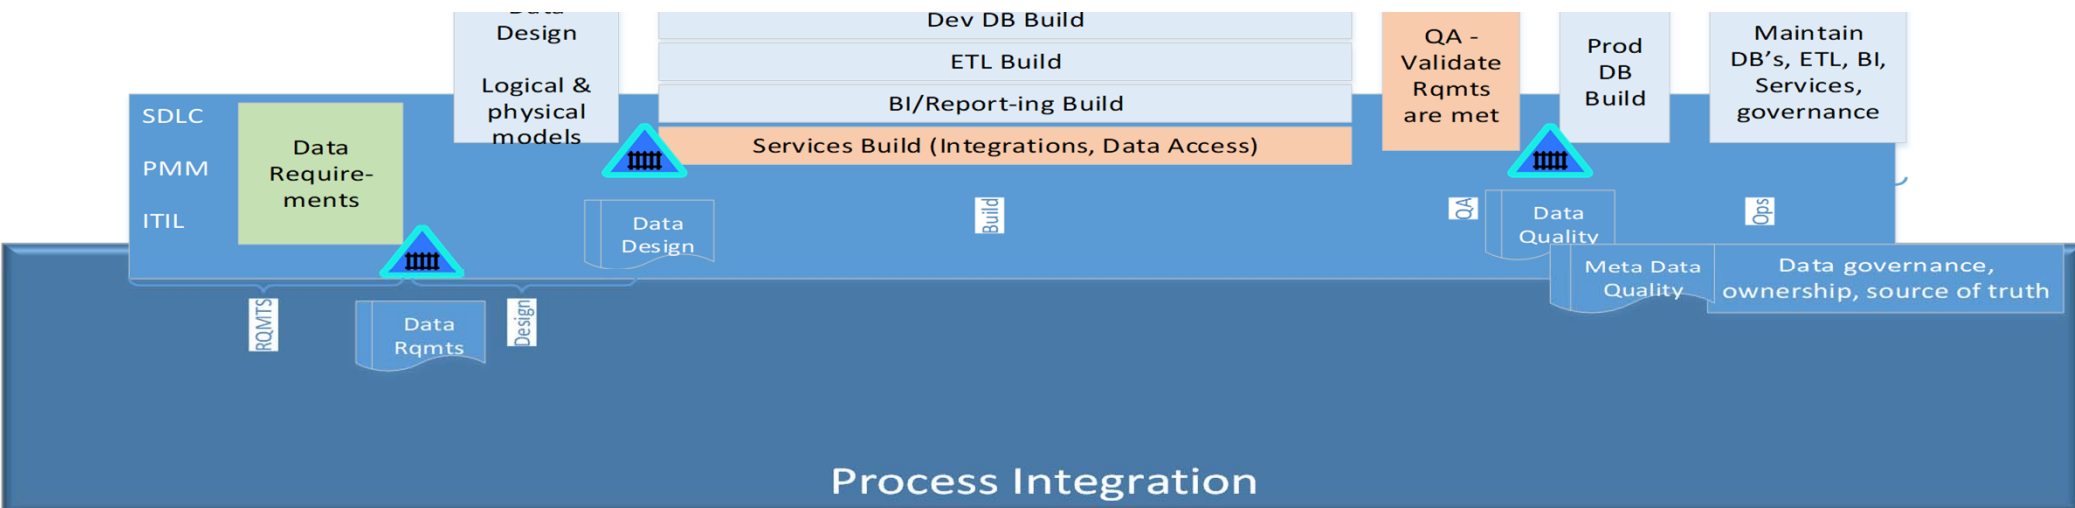 Data
Design
Logical &
physical
models
Dev DB Build
ETL Build
BI/Report-ing Build
Services Build (Integrations, Data Access)
QA -
Validate
Rqmts
are met
Prod
DB
Build
Maintain
DB’s, ETL, BI,
Services,
governance
SDLC
PMM
ITIL
Data
Require-
ments
Data
Design
Build
QA
Data
Quality
Ops
Meta Data
Quality
Data governance,
ownership, source of truth
RQMTS
Data
Rqmts
Design
Process Integration